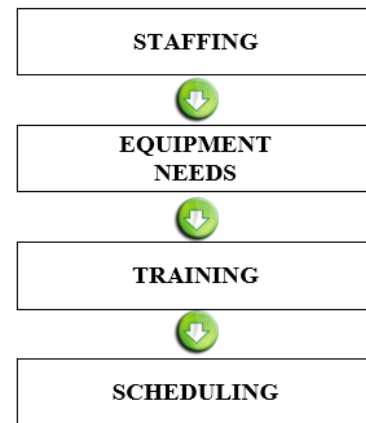 STAFFING
EQUIPMENT
NEEDS
TRAINING
SCHEDULING